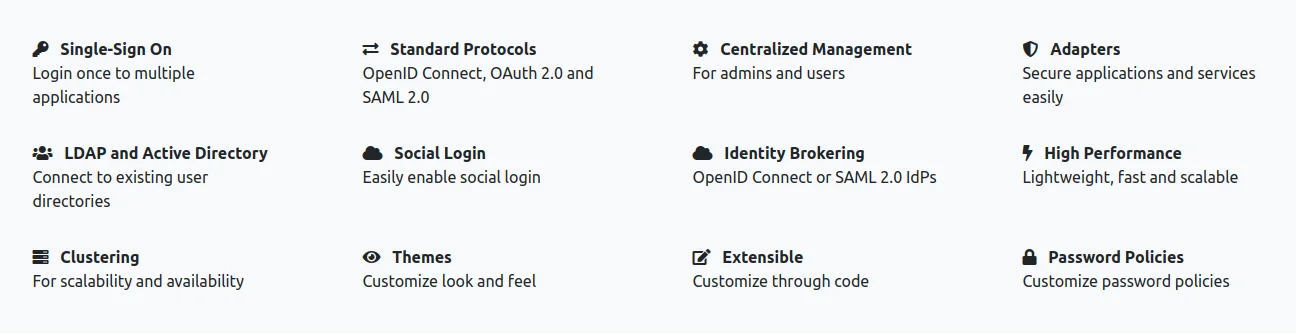 Single-Sign On
Login once to multiple
applications
Standard Protocols
OpenID Connect, OAuth 2.0 and
SAML 2.0
Centralized Management
For admins and users
Adapters
Secure applications and services
easily
LDAP and Active Directory
Connect to existing user
directories
Social Login
Easily enable social login
Identity Brokering
OpenID Connect or SAML 2.0 IdPs
High Performance
Lightweight, fast and scalable
Clustering
For scalability and availability
Themes
Customize look and feel
Extensible
Customize through code
Password Policies
Customize password policies